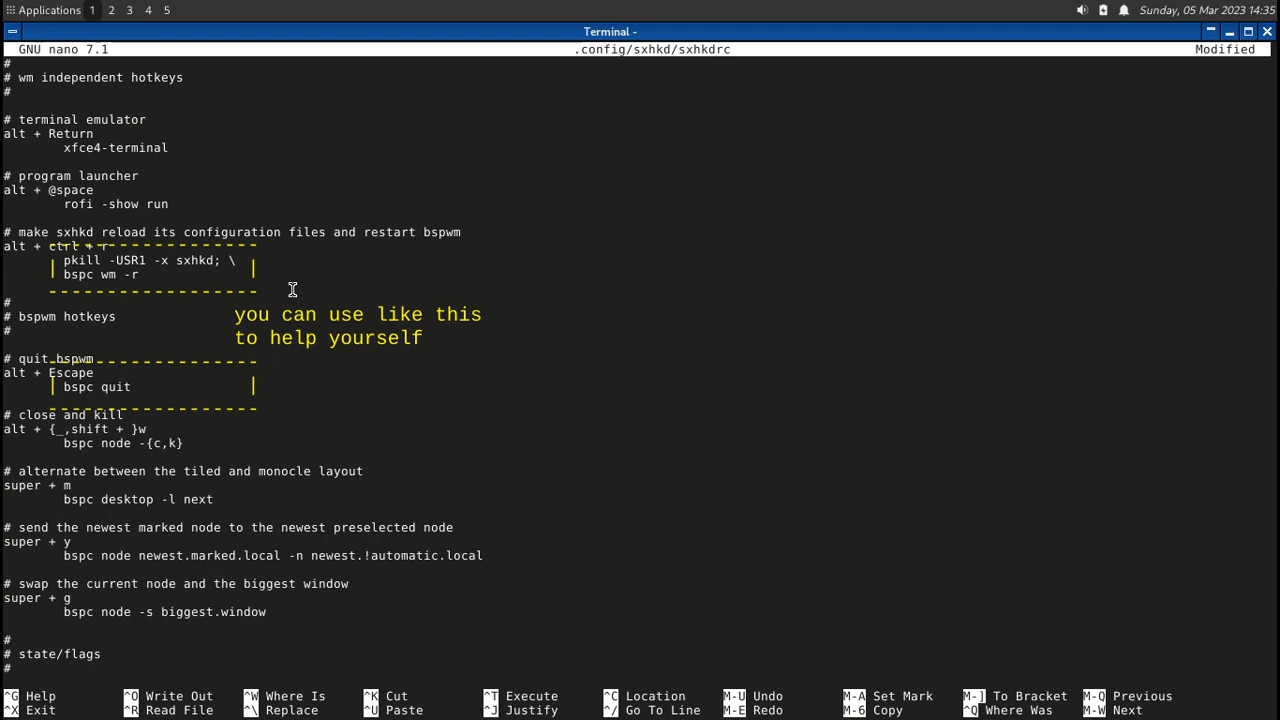 Applications 1 2 3 4 5 Sunday, 05 Mar 2023 14:35
Terminal -
GNU nano 7.1 .config/sxhkd/sxhkdrc Modified
#
# wm independent hotkeys
#
# terminal emulator
alt + Return
xfce4-terminal
# program launcher
alt + @space
rofi -show run
# make sxhkd reload its configuration files and restart bspwm
alt + ctrl + r
pkill -USR1 -x sxhkd; \
bspc wm -r
#
# bspwm hotkeys
#
you can use like this
to help yourself
# quit bspwm
alt + Escape
bspc quit
# close and kill
alt + {_,shift + }w
bspc node -{c,k}
# alternate between the tiled and monocle layout
super + m
bspc desktop -l next
# send the newest marked node to the newest preselected node
super + y
bspc node newest.marked.local -n newest.!automatic.local
# swap the current node and the biggest window
super + g
bspc node -s biggest.window
#
# state/flags
#
^G Help ^O Write Out ^W Where Is ^K Cut ^T Execute ^C Location M-U Undo M-A Set Mark M-] To Bracket M-Q Previous
^X Exit ^R Read File ^\ Replace ^U Paste ^J Justify ^/ Go To Line M-E Redo M-6 Copy ^Q Where Was M-W Next